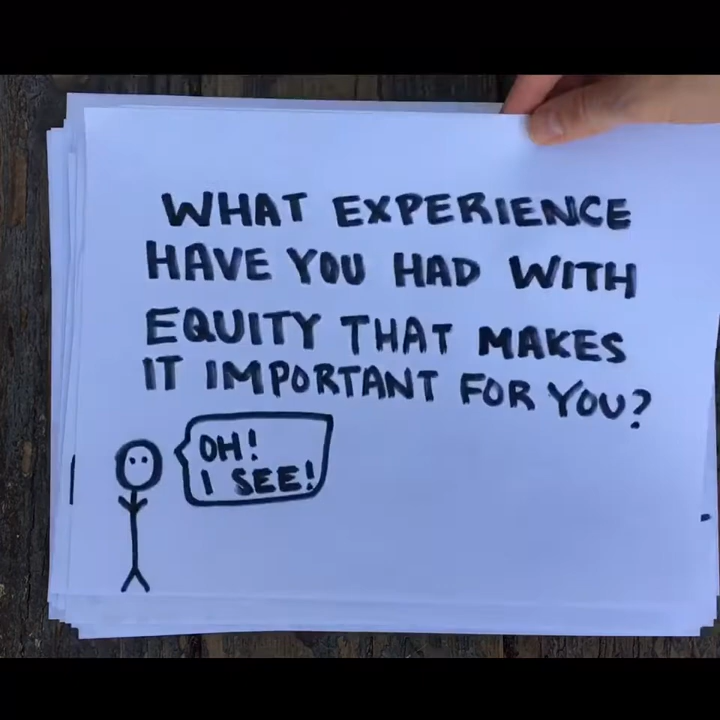 WHAT EXPERIENCE
HAVE YOU HAD WITH
EQUITY THAT MAKES
IT IMPORTANT FOR YOU?
OH!
I SEE!